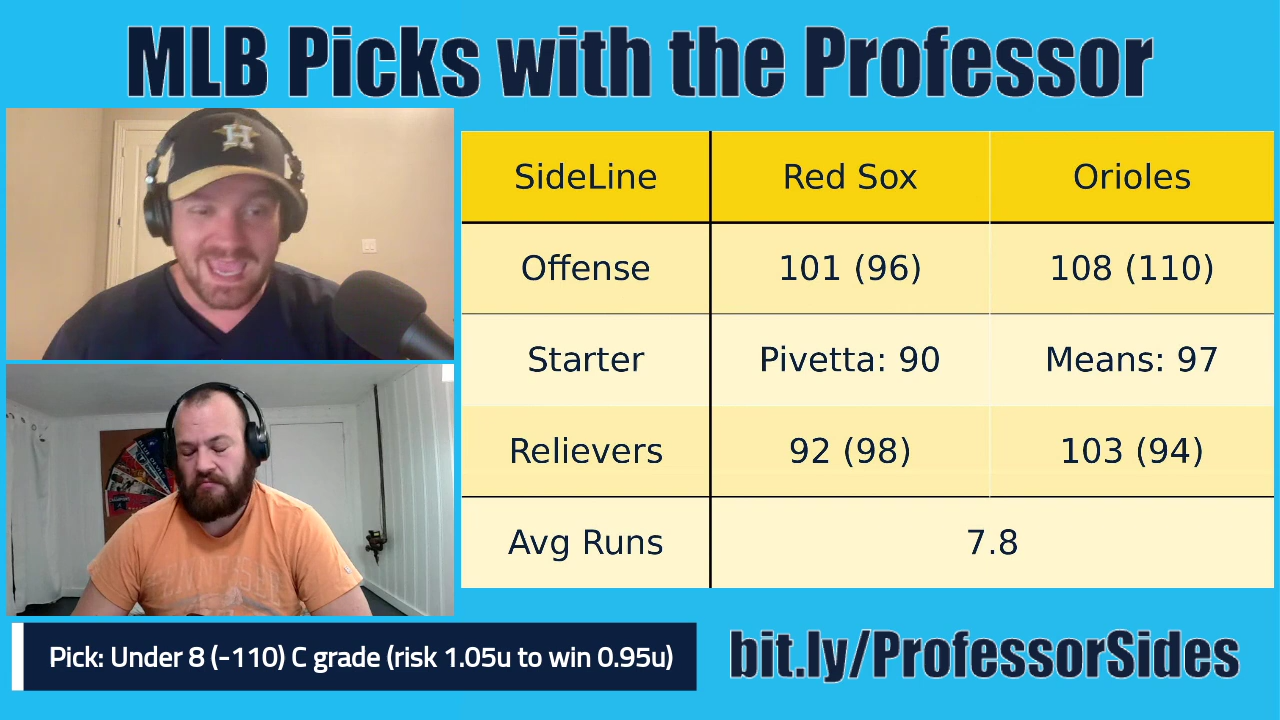 MLB Picks with the Professor
H
SideLine Red Sox Orioles
Offense 101 (96) 108 (110)
Starter Pivetta: 90 Means: 97
Relievers 92 (98) 103 (94)
Avg Runs 7.8
Pick: Under 8 (-110) C grade (risk 1.05u to win 0.95u)
bit.ly/ProfessorSides